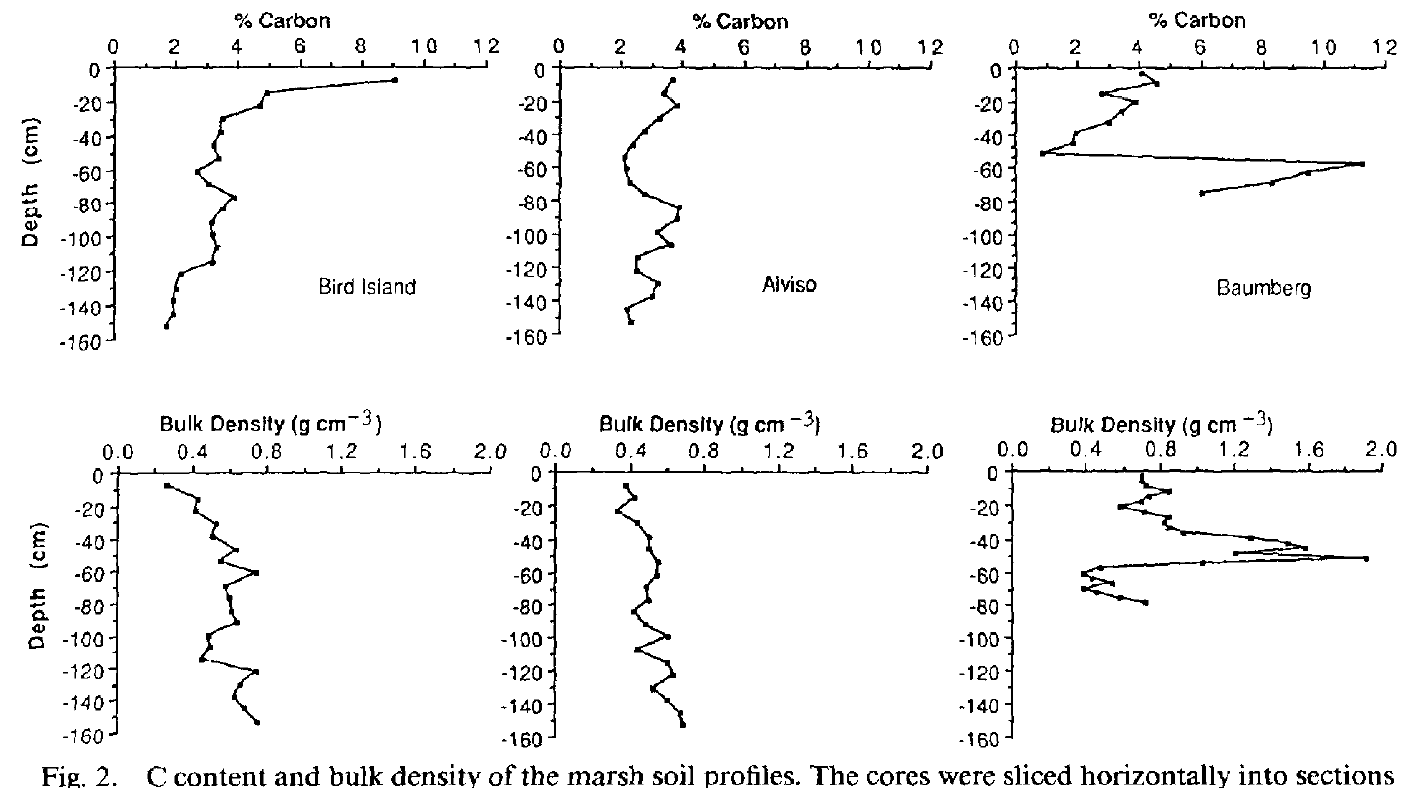 % Carbon % Carbon % Carbon
0 2 4 6 8 10 12 0 2 4 6 8 10 12 0 2 4 6 8 10 12
0 0 0
-20 -20 -20
-40 -40 -40
-60 -60 -60
-80 -80 -80
-100 -100 -100
-120 -120 -120
-140 -140 -140
-160 -160 -160
Depth (cm)
Bird Island Alviso Baumberg
Bulk Density (g cm−3) Bulk Density (g cm−3) Bulk Density (g cm−3)
0.0 0.4 0.8 1.2 1.6 2.0 0.0 0.4 0.8 1.2 1.6 2.0 0.0 0.4 0.8 1.2 1.6 2.0
0 0 0
-20 -20 -20
-40 -40 -40
-60 -60 -60
-80 -80 -80
-100 -100 -100
-120 -120 -120
-140 -140 -140
-160 -160 -160
Depth (cm)
Fig. 2. C content and bulk density of the marsh soil profiles. The cores were sliced horizontally into sections